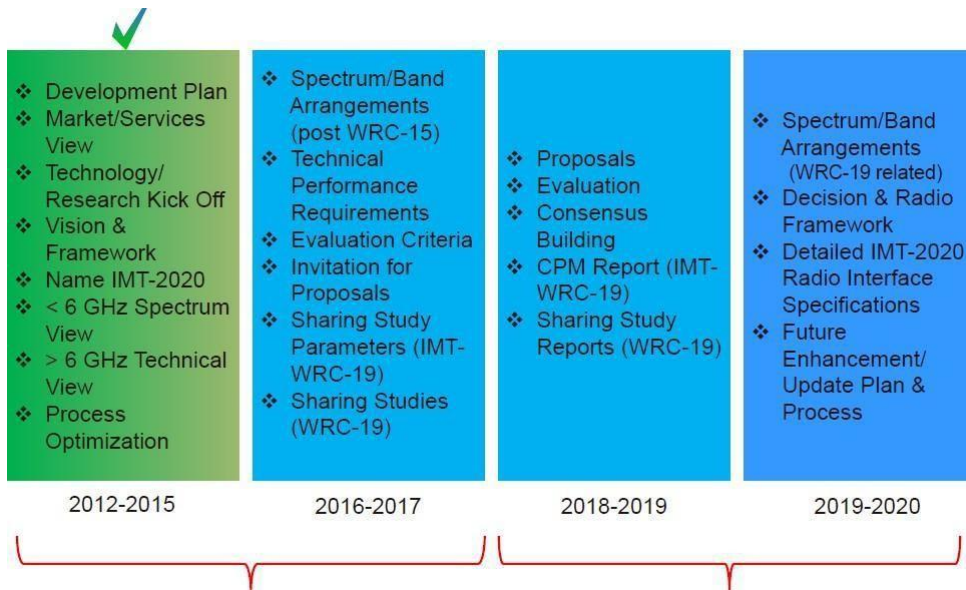 ❖ Development Plan
❖ Market/Services
View
❖ Technology/
Research Kick Off
❖ Vision &
Framework
❖ Name IMT-2020
❖ < 6 GHz Spectrum
View
❖ > 6 GHz Technical
View
❖ Process
Optimization
2012-2015
❖ Spectrum/Band
Arrangements
(post WRC-15)
❖ Technical
Performance
Requirements
❖ Evaluation Criteria
❖ Invitation for
Proposals
❖ Sharing Study
Parameters (IMT-
WRC-19)
❖ Sharing Studies
(WRC-19)
2016-2017
❖ Proposals
❖ Evaluation
❖ Consensus
Building
❖ CPM Report (IMT-
WRC-19)
❖ Sharing Study
Reports (WRC-19)
2018-2019
❖ Spectrum/Band
Arrangements
(WRC-19 related)
❖ Decision & Radio
Framework
❖ Detailed IMT-2020
Radio Interface
Specifications
❖ Future
Enhancement/
Update Plan &
Process
2019-2020